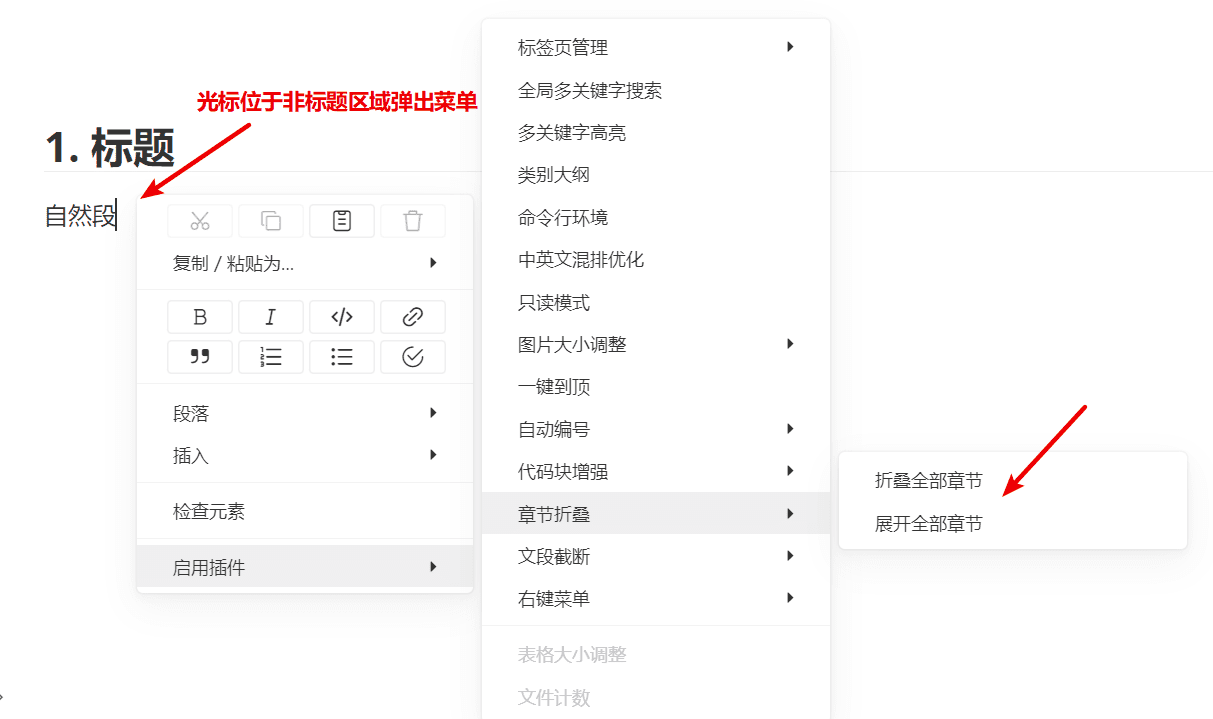 光标位于非标题区域弹出菜单
1. 标题
自然段
复制 / 粘贴为...
B
I
</>
段落
插入
检查元素
启用插件
标签页管理
全局多关键字搜索
多关键字高亮
类别大纲
命令行环境
中英文混排优化
只读模式
图片大小调整
一键到顶
自动编号
代码块增强
章节折叠
文段截断
右键菜单
表格大小调整
文件计数
折叠全部章节
展开全部章节